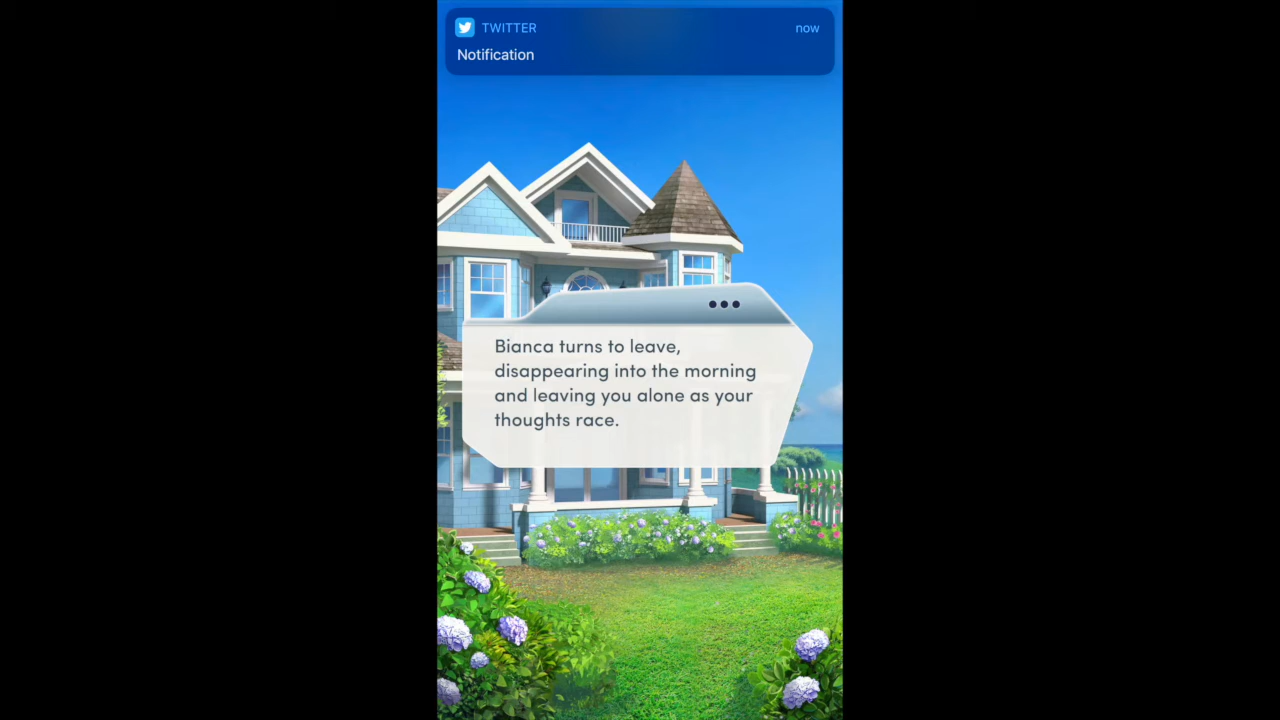 TWITTER now
Notification
Bianca turns to leave,
disappearing into the morning
and leaving you alone as your
thoughts race.